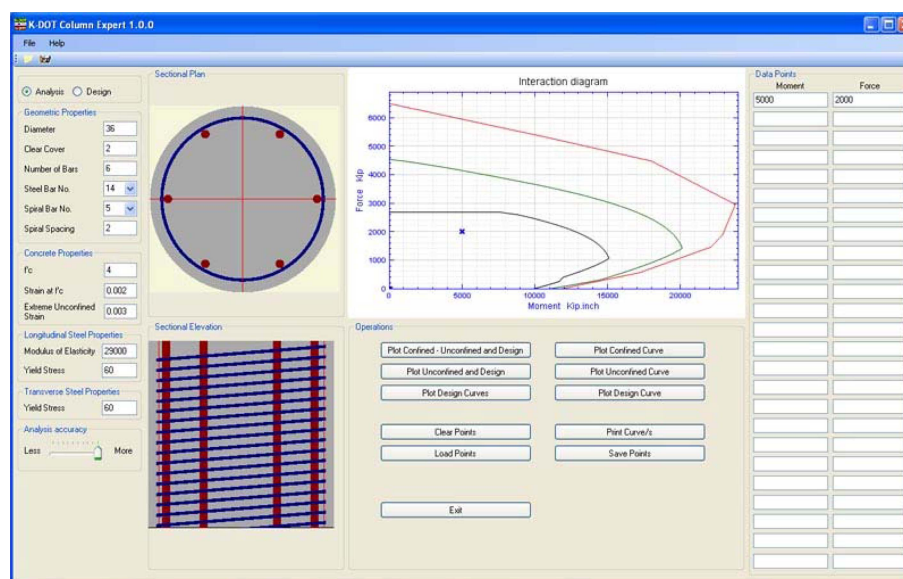 K-DOT Column Expert 1.0.0
File Help
Analysis Design
Geometric Properties
Diameter 36
Clear Cover 2
Number of Bars 6
Steel Bar No. 14
Spiral Bar No. 5
Spiral Spacing 2
Concrete Properties
f'c 4
Strain at f'c 0.002
Extreme Unconfined
Strain 0.003
Longitudinal Steel Properties
Modulus of Elasticity 29000
Yield Stress 60
Transverse Steel Properties
Yield Stress 60
Analysis accuracy
Less More
Sectional Plan
Sectional Elevation
Interaction diagram
Force Kip
6000
5000
4000
3000
2000
1000
0
0 5000 10000 15000 20000
Moment Kip.inch
Operations
Plot Confined - Unconfined and Design Plot Confined Curve
Plot Unconfined and Design Plot Unconfined Curve
Plot Design Curves Plot Design Curve
Clear Points Print Curve/s
Load Points Save Points
Exit
Data Points
Moment Force
5000 2000